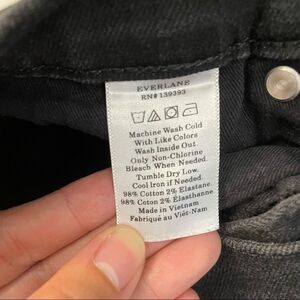 EVERLANE
RN# 139393
Machine Wash Cold
With Like Colors
Wash Inside Out.
Only Non-Chlorine
Bleach When Needed.
Tumble Dry Low.
Cool Iron if Needed.
98% Cotton 2% Elastane.
98% Coton 2% Élasthanne
Made in Vietnam
Fabriqué au Viêt-Nam